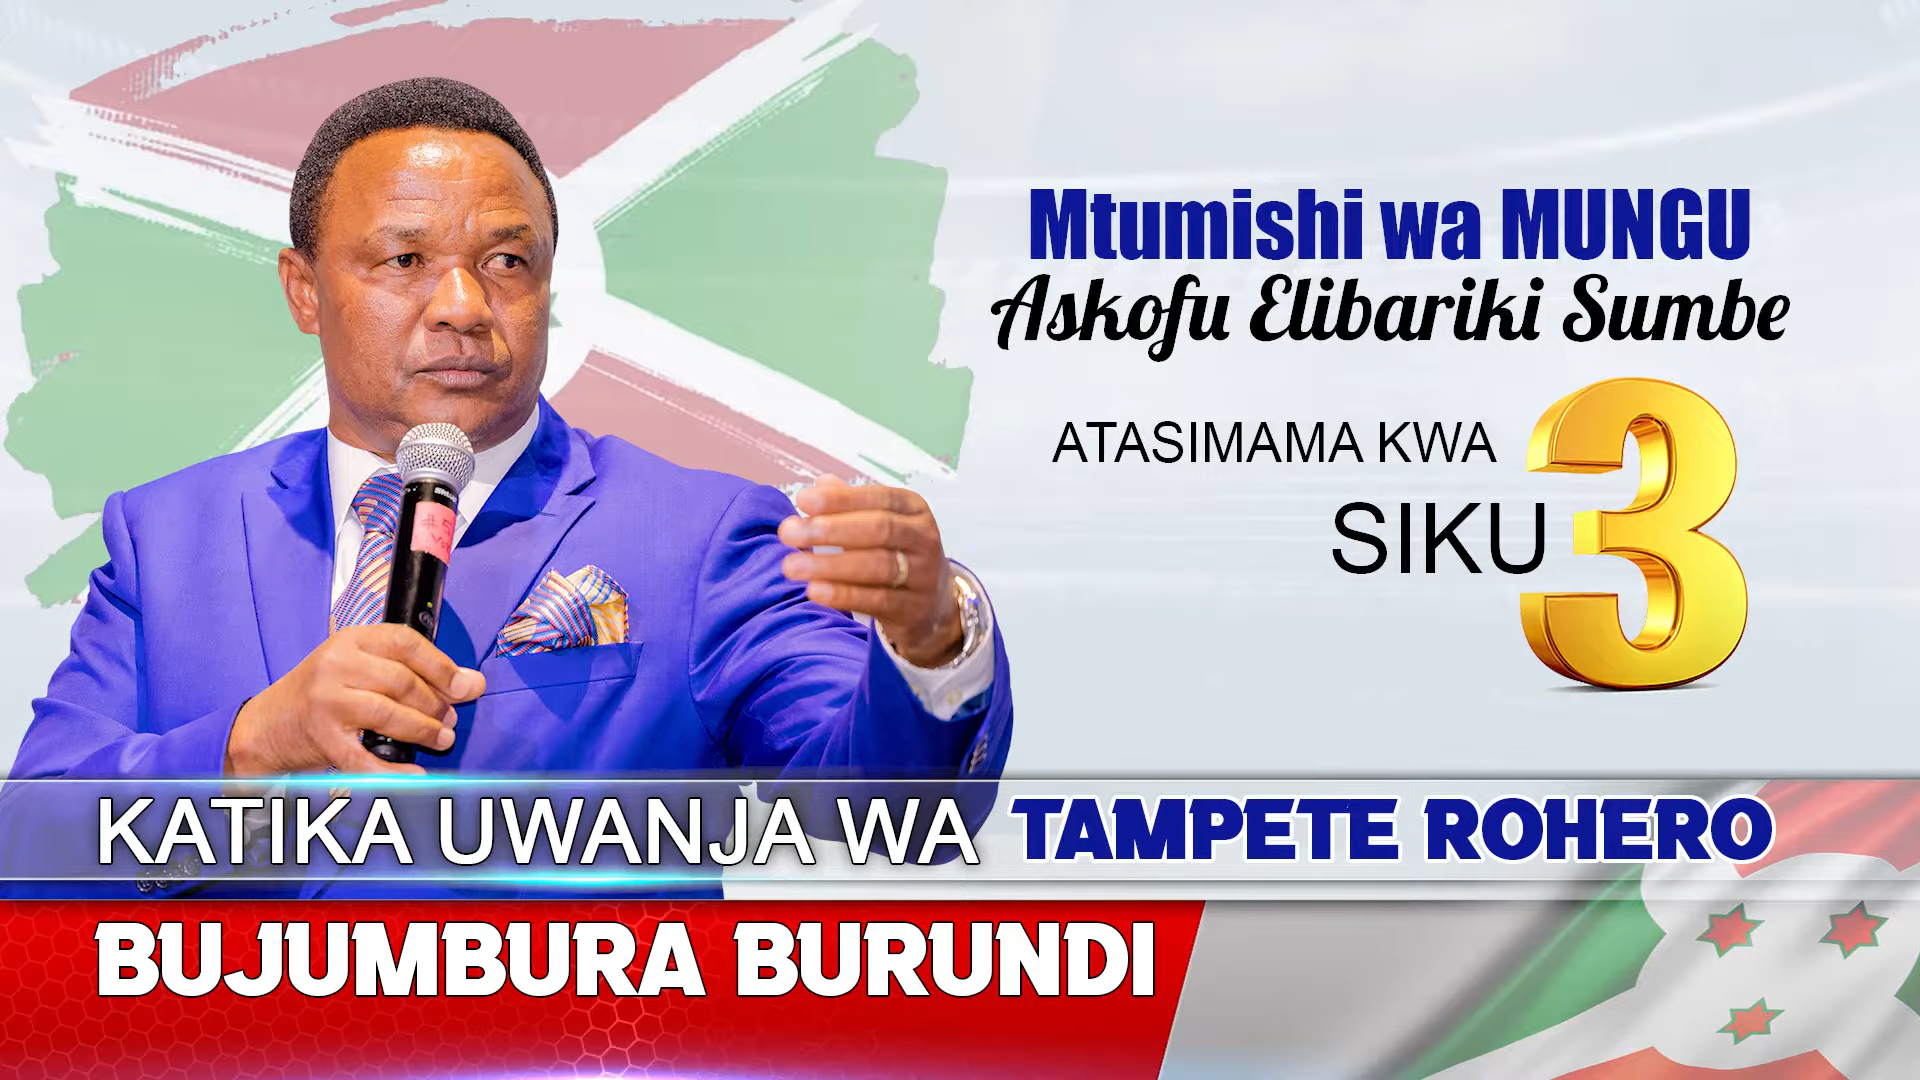 Mtumishi wa MUNGU
Askofu Elibariki Sumbe
ATASIMAMA KWA
SIKU 3
KATIKA UWANJA WA TAMPETE ROHERO
BUJUMBURA BURUNDI